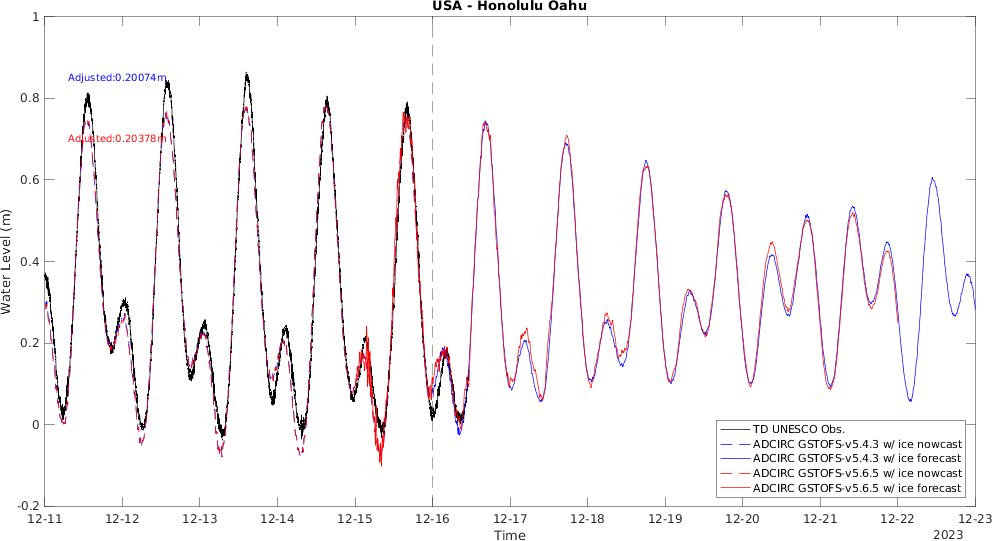 USA - Honolulu Oahu
1
0.8
0.6
0.4
0.2
0
-0.2
Water Level (m)
Adjusted:0.20074m
Adjusted:0.20378m
TD UNESCO Obs.
ADCIRC GSTOFS-v5.4.3 w/ ice nowcast
ADCIRC GSTOFS-v5.4.3 w/ ice forecast
ADCIRC GSTOFS-v5.6.5 w/ ice nowcast
ADCIRC GSTOFS-v5.6.5 w/ ice forecast
12-11 12-12 12-13 12-14 12-15 12-16 12-17 12-18 12-19 12-20 12-21 12-22 12-23
Time
2023